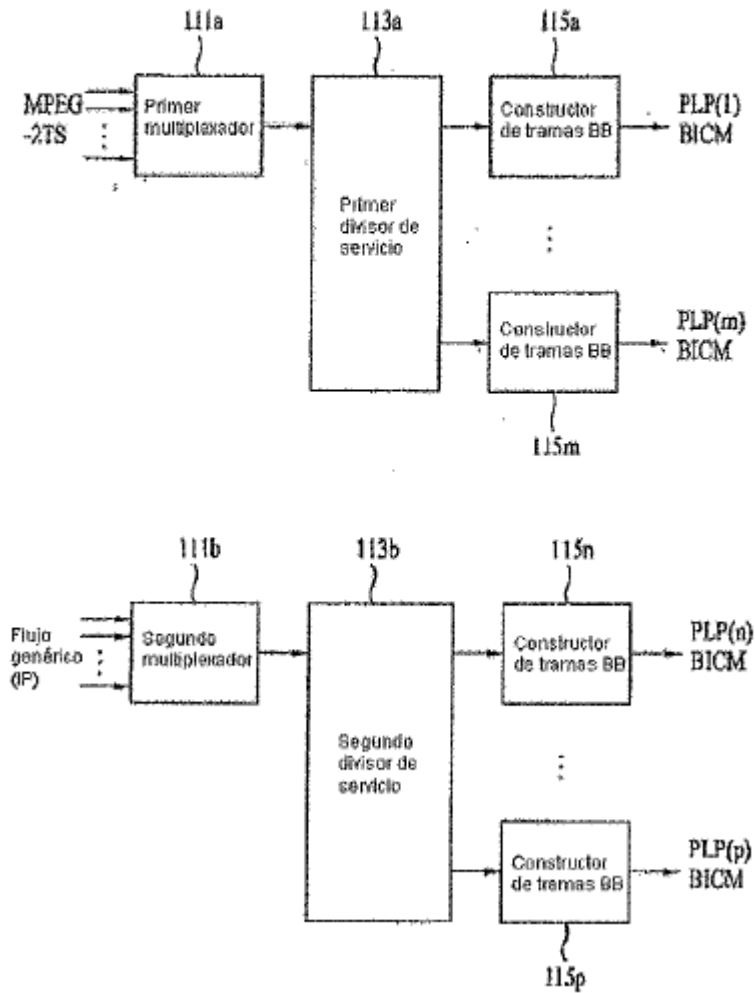 111a
113a
115a
MPEG
-2TS
Primer
multiplexador
Primer
divisor de
servicio
Constructor
de tramas BB
PLP(1)
BICM
Constructor
de tramas BB
PLP(m)
BICM
115m
111b
113b
115n
Flujo
genérico
(IP)
Segundo
multiplexador
Segundo
divisor de
servicio
Constructor
de tramas BB
PLP(n)
BICM
Constructor
de tramas BB
PLP(p)
BICM
115p